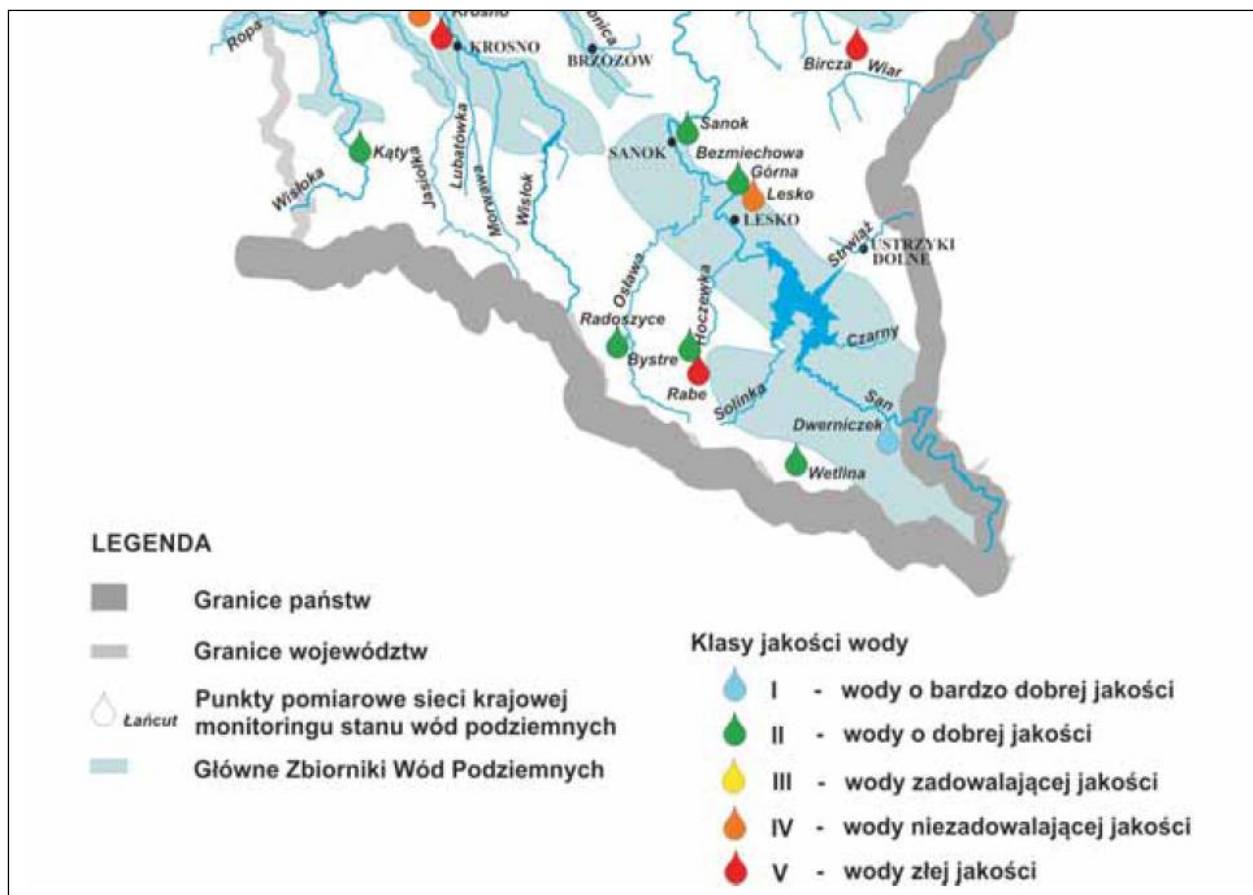 Ropa
Krosno
KROSNO
BRZOZÓW
Bircza
Wiar
Sanok
SANOK
Bezmiechowa
Górna
Kąty
Lesko
LESKO
Wisłoka
Jasiołka
Lubatówka
Morwawa
Wisłok
Strwiąż
USTRZYKI
DOLNE
Osława
Hoczewka
Radoszyce
Bystre
Czarny
Rabe
Solinka
San
Dwerniczek
Wetlina
LEGENDA
Granice państw
Granice województw
Łańcut
Punkty pomiarowe sieci krajowej
monitoringu stanu wód podziemnych
Główne Zbiorniki Wód Podziemnych
Klasy jakości wody
I - wody o bardzo dobrej jakości
II - wody o dobrej jakości
III - wody zadowalającej jakości
IV - wody niezadowalającej jakości
V - wody złej jakości